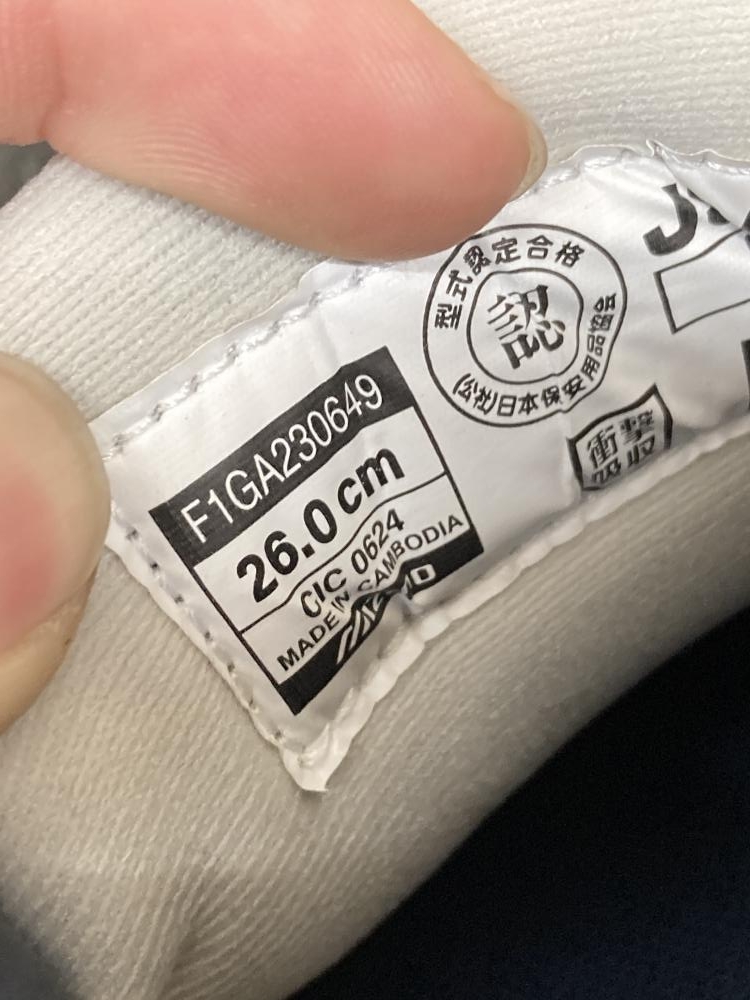 F1GA230649
26.0cm
CIC 0624
MADE IN CAMBODIA
型式認定合格
認
(公社)日本保安用品協会
衝撃
吸収